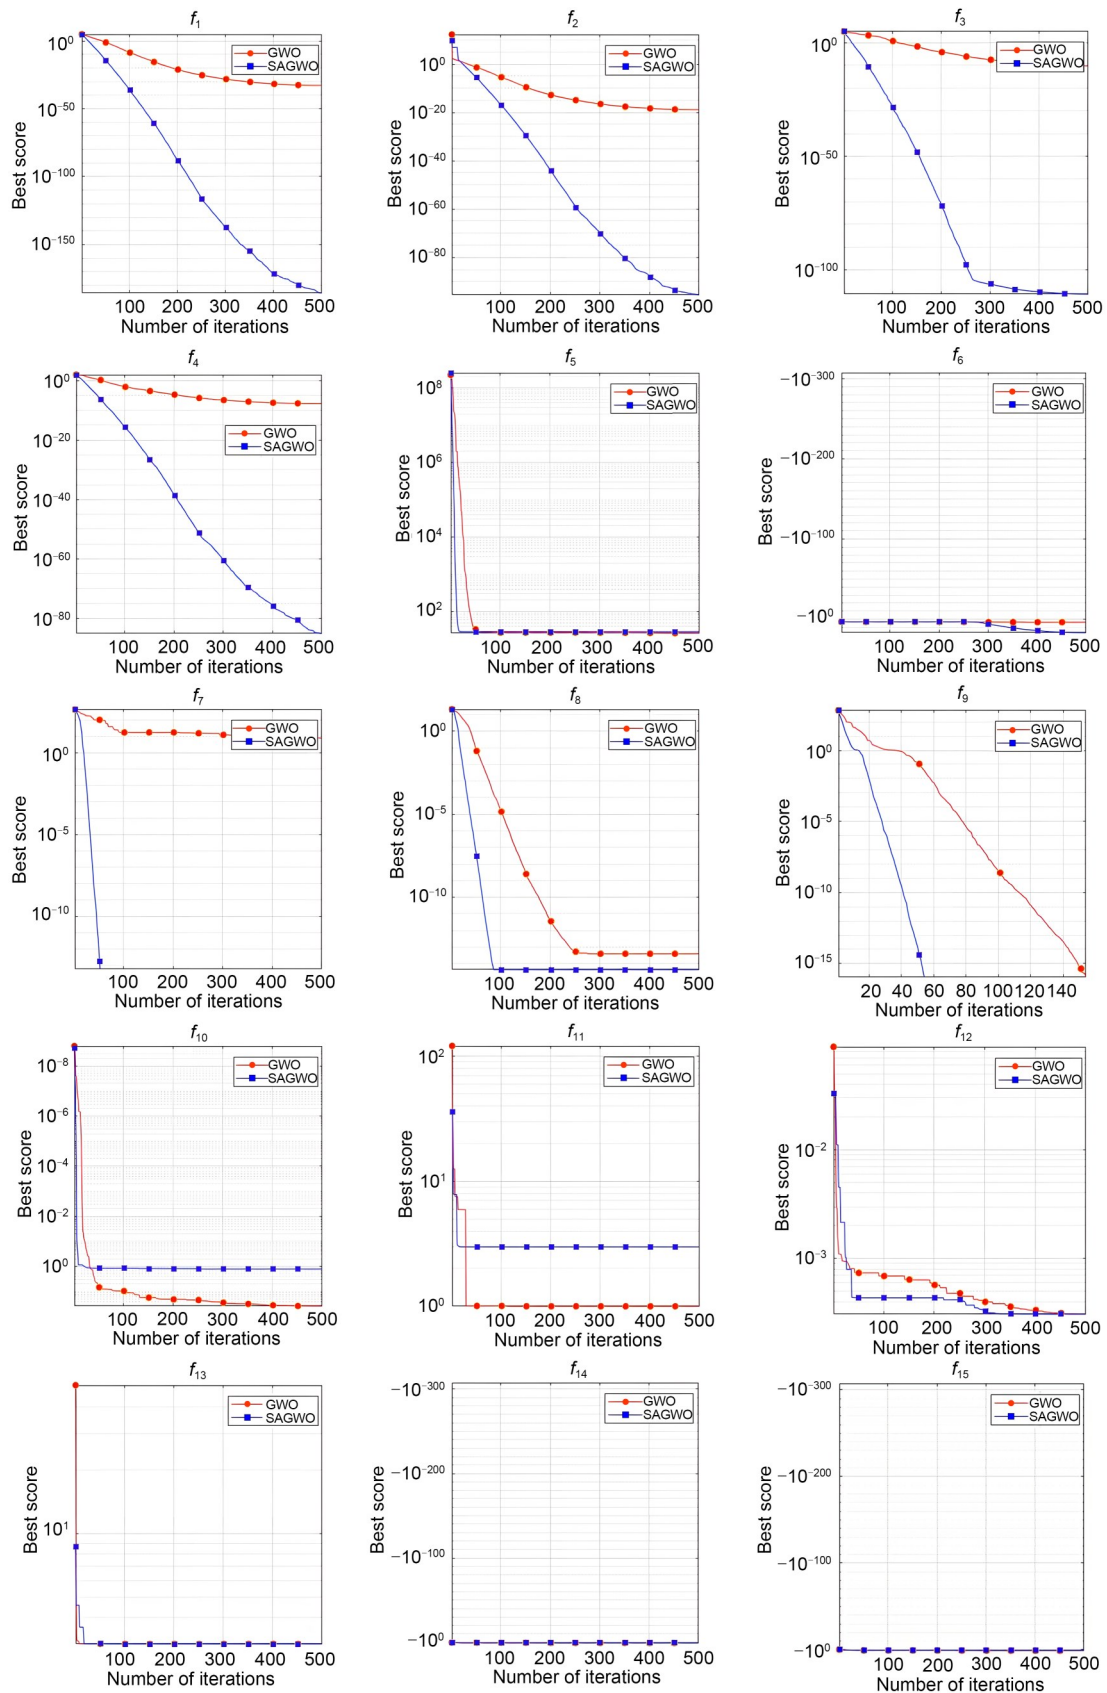 f1
GWO
SAGWO
10^0
10^−50
10^−100
10^−150
Best score
100 200 300 400 500
Number of iterations
f2
GWO
SAGWO
10^0
10^−20
10^−40
10^−60
10^−80
Best score
100 200 300 400 500
Number of iterations
f3
GWO
SAGWO
10^0
10^−50
10^−100
Best score
100 200 300 400 500
Number of iterations
f4
GWO
SAGWO
10^0
10^−20
10^−40
10^−60
10^−80
Best score
100 200 300 400 500
Number of iterations
f5
GWO
SAGWO
10^8
10^6
10^4
10^2
Best score
100 200 300 400 500
Number of iterations
f6
GWO
SAGWO
−10^−300
−10^−200
−10^−100
−10^0
Best score
100 200 300 400 500
Number of iterations
f7
GWO
SAGWO
10^0
10^−5
10^−10
Best score
100 200 300 400 500
Number of iterations
f8
GWO
SAGWO
10^0
10^−5
10^−10
Best score
100 200 300 400 500
Number of iterations
f9
GWO
SAGWO
10^0
10^−5
10^−10
10^−15
Best score
20 40 60 80 100 120 140
Number of iterations
f10
GWO
SAGWO
10^−8
10^−6
10^−4
10^−2
10^0
Best score
100 200 300 400 500
Number of iterations
f11
GWO
SAGWO
10^2
10^1
10^0
Best score
100 200 300 400 500
Number of iterations
f12
GWO
SAGWO
10^−2
10^−3
Best score
100 200 300 400 500
Number of iterations
f13
GWO
SAGWO
10^1
Best score
100 200 300 400 500
Number of iterations
f14
GWO
SAGWO
−10^−300
−10^−200
−10^−100
−10^0
Best score
100 200 300 400 500
Number of iterations
f15
GWO
SAGWO
−10^−300
−10^−200
−10^−100
−10^0
Best score
100 200 300 400 500
Number of iterations